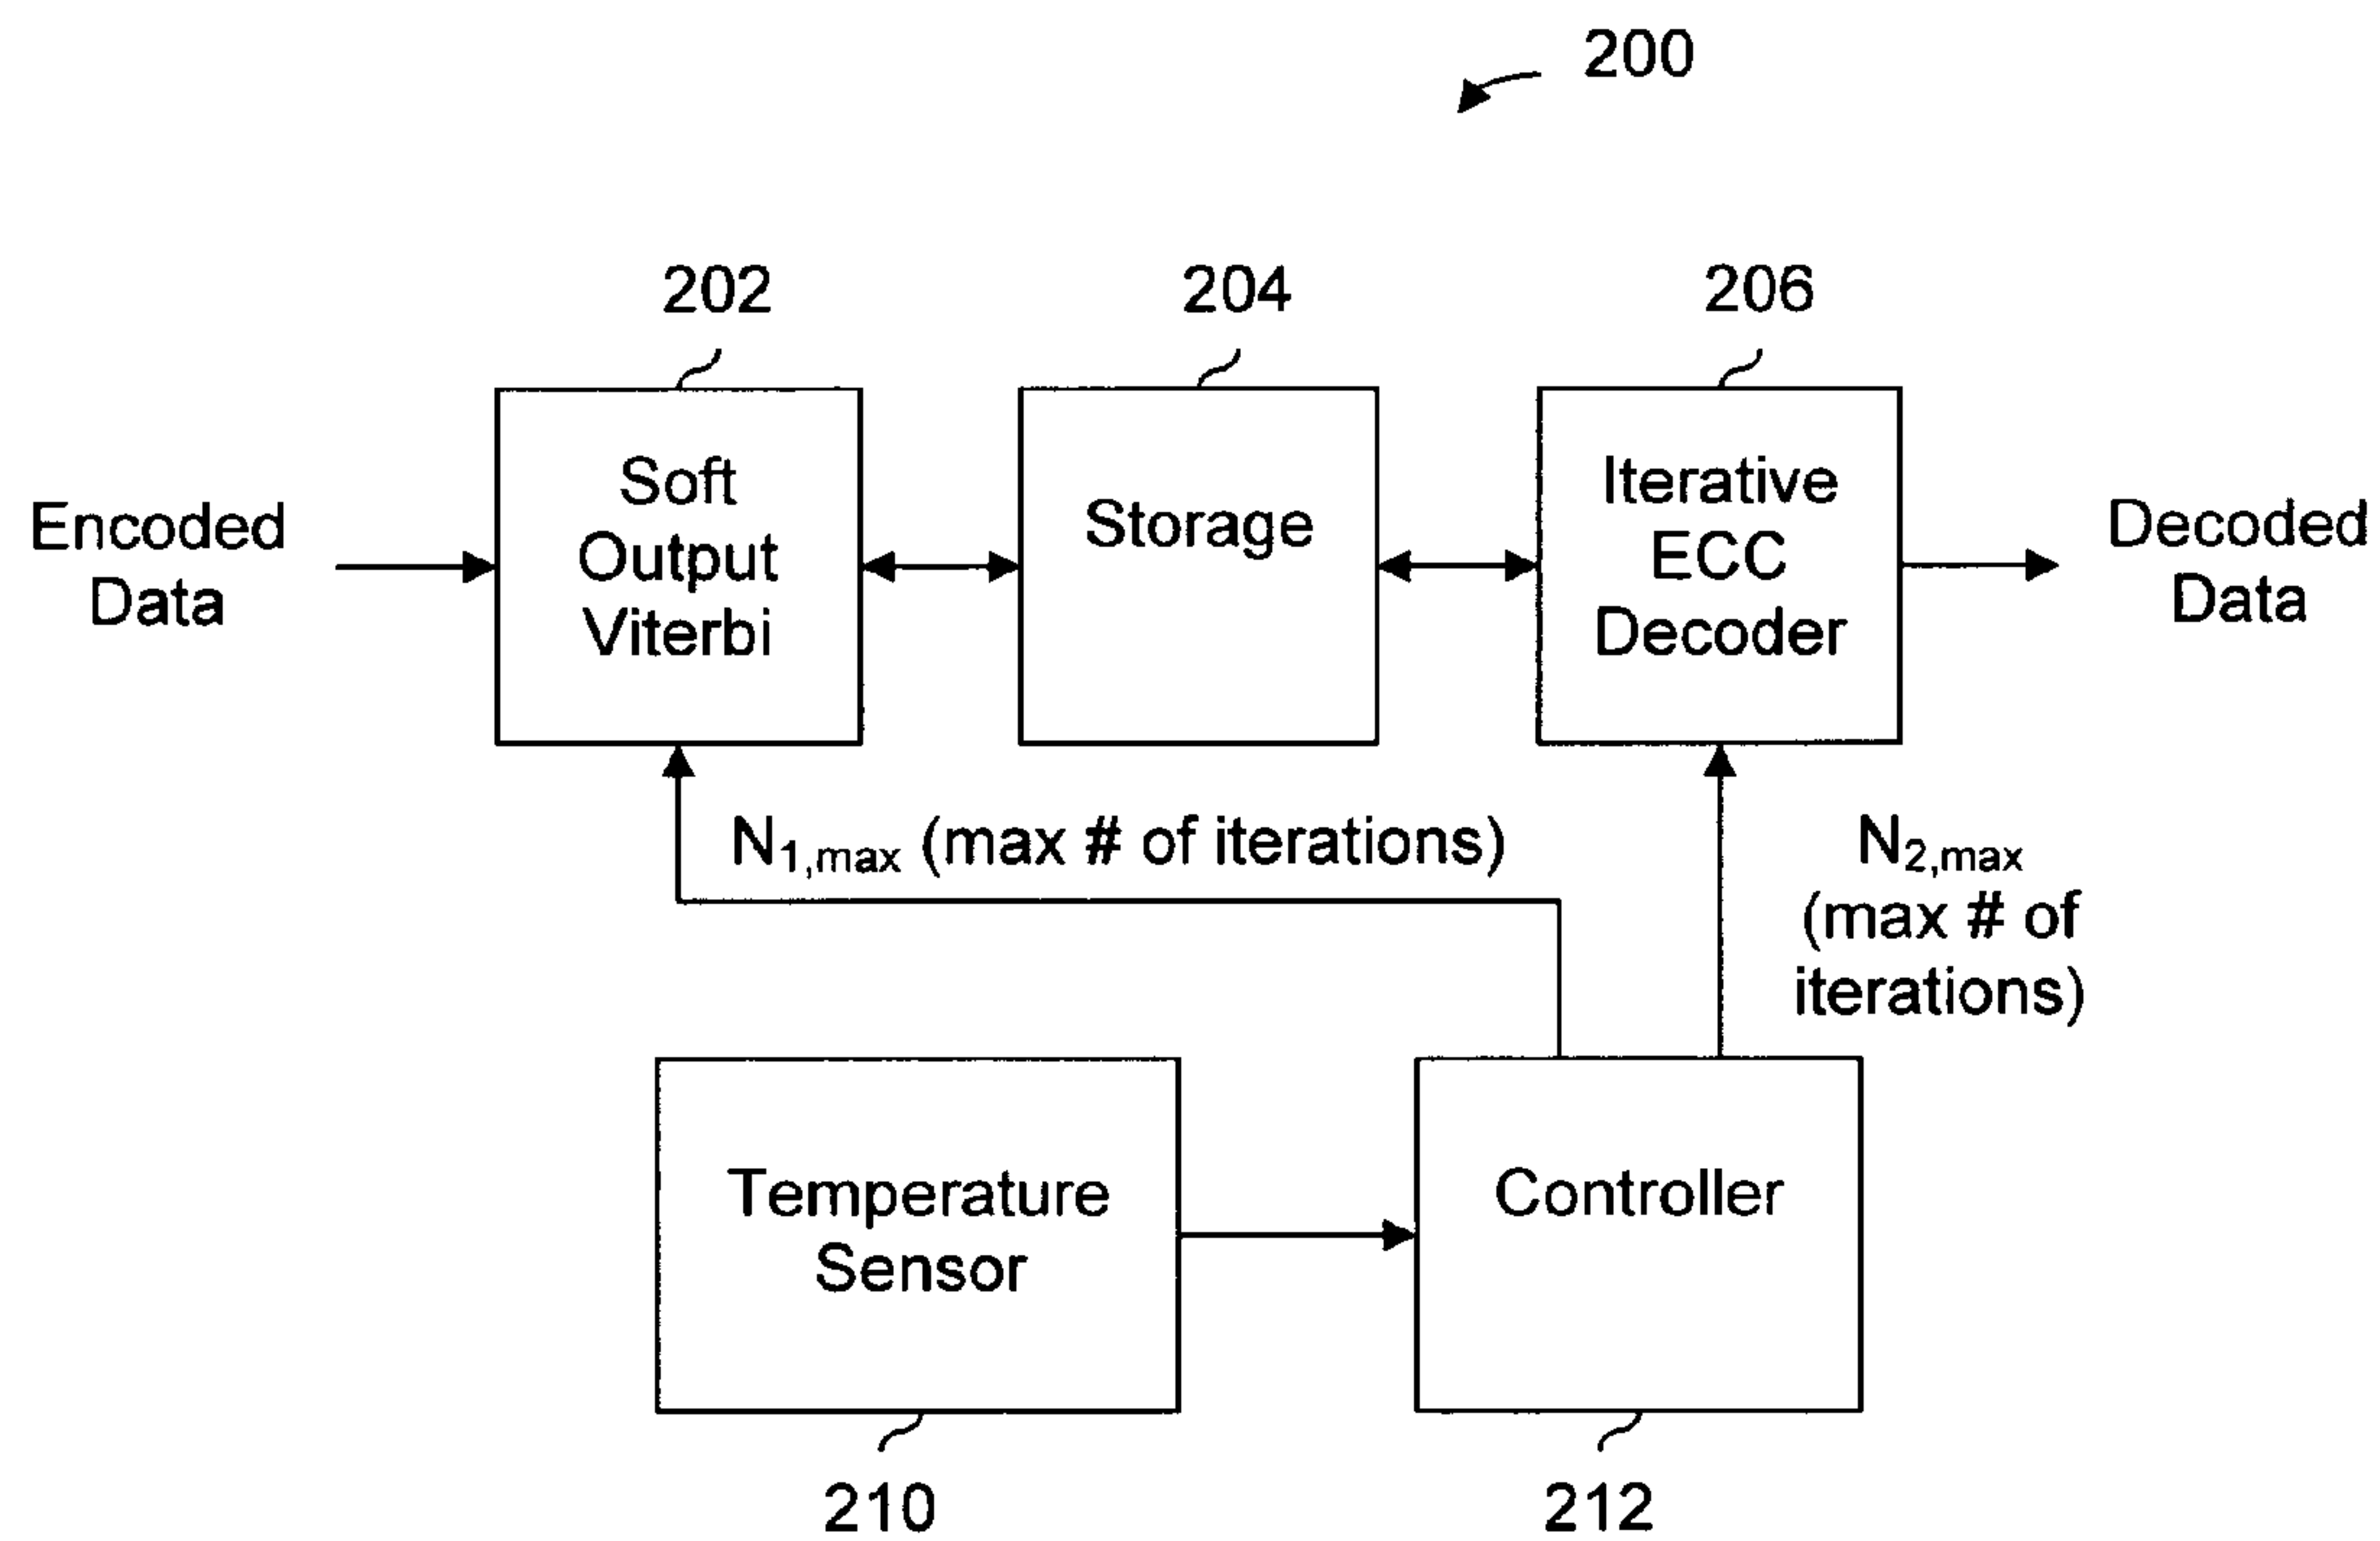 200
202
204
206
Encoded
Data
Soft
Output
Viterbi
Storage
Iterative
ECC
Decoder
Decoded
Data
N1,max (max # of iterations)
N2,max
(max # of
iterations)
Temperature
Sensor
Controller
210
212